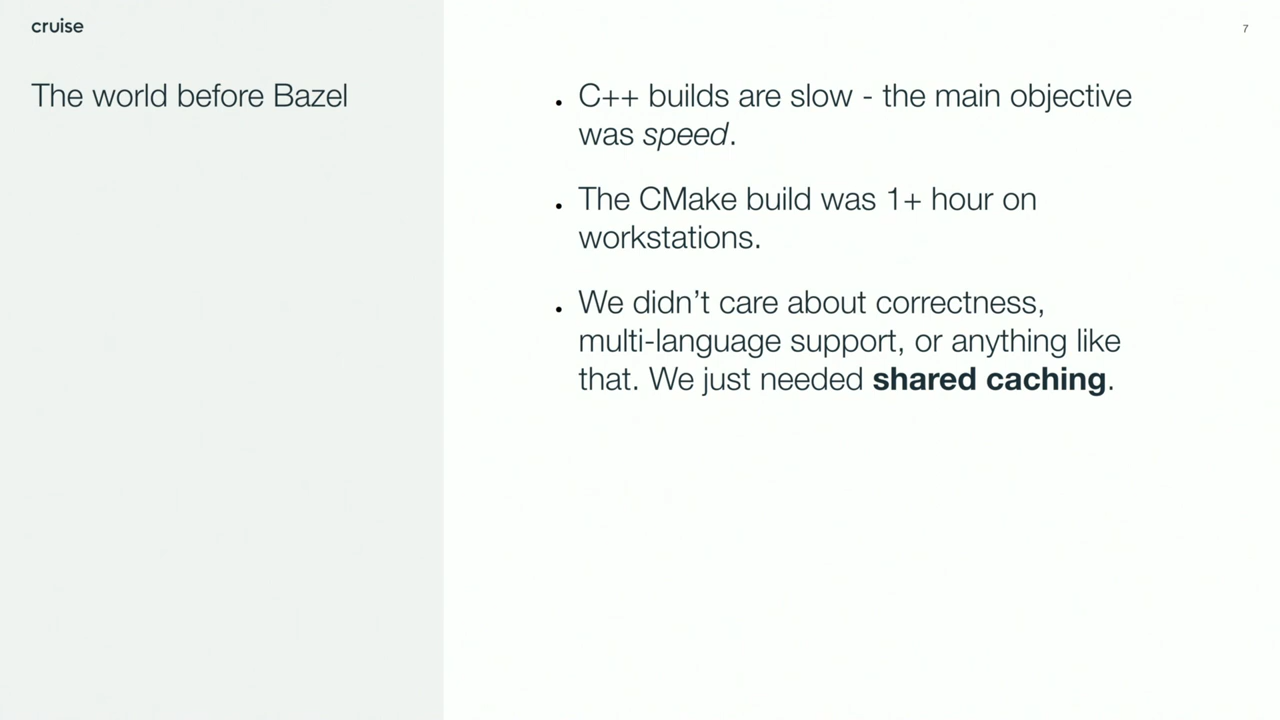 cruise
7
The world before Bazel
• C++ builds are slow - the main objective
was speed.
• The CMake build was 1+ hour on
workstations.
• We didn’t care about correctness,
multi-language support, or anything like
that. We just needed shared caching.